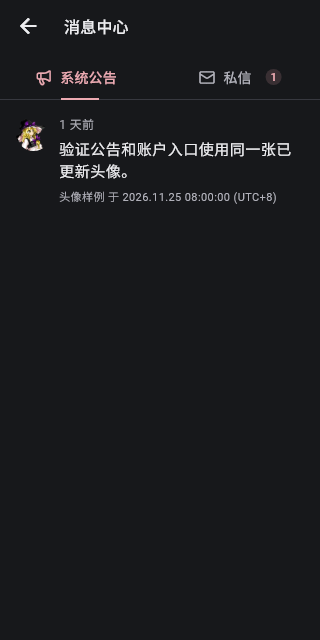 消息中心
系统公告
私信
1
1 天前
验证公告和账户入口使用同一张已
更新头像。
头像样例 于 2026.11.25 08:00:00 (UTC+8)